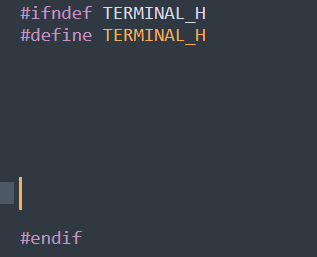 #ifndef TERMINAL_H
#define TERMINAL_H
#endif